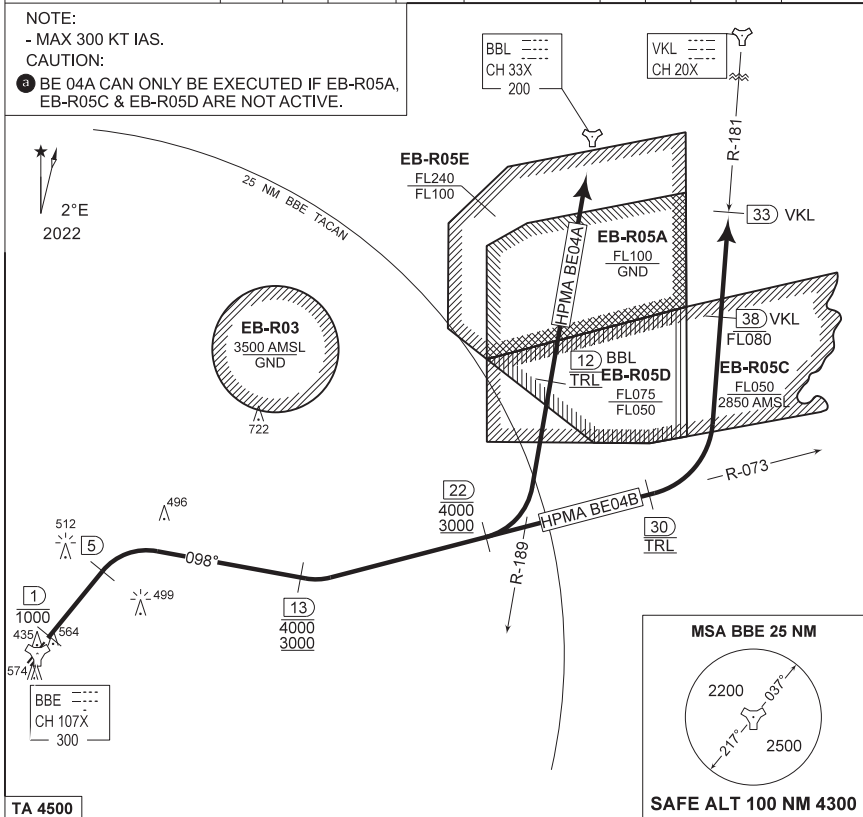 NOTE:
- MAX 300 KT IAS.
CAUTION:
a BE 04A CAN ONLY BE EXECUTED IF EB-R05A,
EB-R05C & EB-R05D ARE NOT ACTIVE.
BBL
CH 33X
200
VKL
CH 20X
R-181
2°E
2022
25 NM BBE TACAN
EB-R05E
FL240
FL100
EB-R05A
FL100
GND
33 VKL
HPMA BE04A
EB-R03
3500 AMSL
GND
722
38 VKL
FL080
12 BBL
TRL
EB-R05D
FL075
FL050
EB-R05C
FL050
2850 AMSL
R-073
22
4000
3000
HPMA BE04B
30
TRL
R-189
496
512
5
098°
499
13
4000
3000
1
1000
435
564
574
BBE
CH 107X
300
MSA BBE 25 NM
2200
037°
217°
2500
SAFE ALT 100 NM 4300
TA 4500